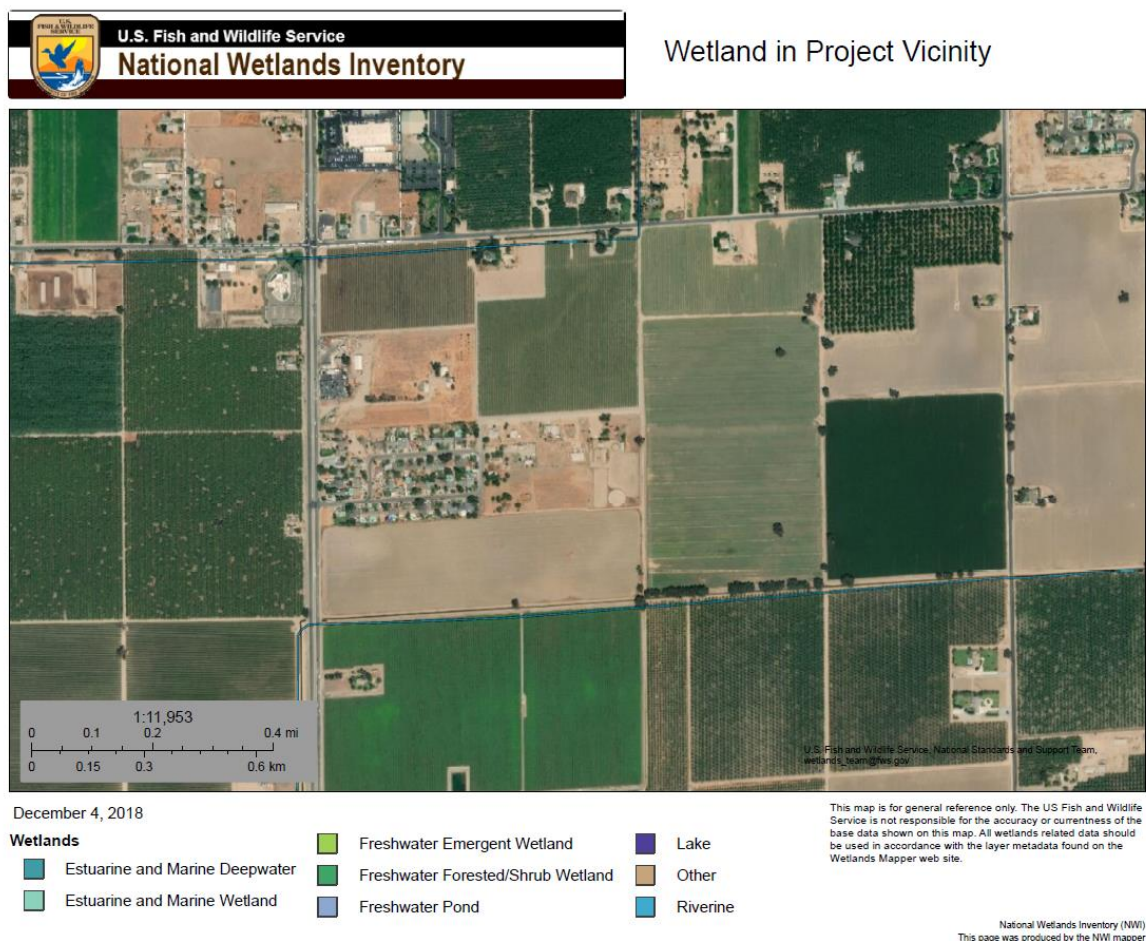 U.S.
FISH & WILDLIFE
SERVICE
U.S. Fish and Wildlife Service
National Wetlands Inventory
Wetland in Project Vicinity
1:11,953
0 0.1 0.2 0.4 mi
0 0.15 0.3 0.6 km
U.S. Fish and Wildlife Service, National Standards and Support Team,
wetlands_team@fws.gov
December 4, 2018
Wetlands
Estuarine and Marine Deepwater
Estuarine and Marine Wetland
Freshwater Emergent Wetland
Freshwater Forested/Shrub Wetland
Freshwater Pond
Lake
Other
Riverine
This map is for general reference only. The US Fish and Wildlife
Service is not responsible for the accuracy or currentness of the
base data shown on this map. All wetlands related data should
be used in accordance with the layer metadata found on the
Wetlands Mapper web site.
National Wetlands Inventory (NWI)
This page was produced by the NWI mapper